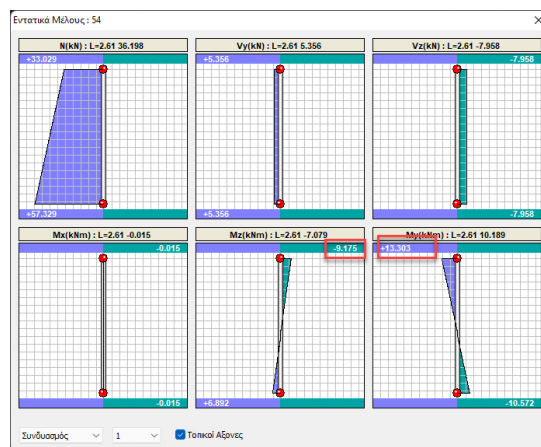 Εντατικά Μέλους : 54
N(kN) : L=2.61 36.198
Vy(kN) : L=2.61 5.356
Vz(kN) : L=2.61 -7.958
+33.029
+5.356
-7.958
+57.329
+5.356
-7.958
Mx(kNm) : L=2.61 -0.015
Mz(kNm) : L=2.61 -7.079
My(kNm) : L=2.61 10.189
-0.015
-9.175
+13.303
-0.015
+6.892
-10.572
Συνδυασμός
1
Τοπικοί Αξονες